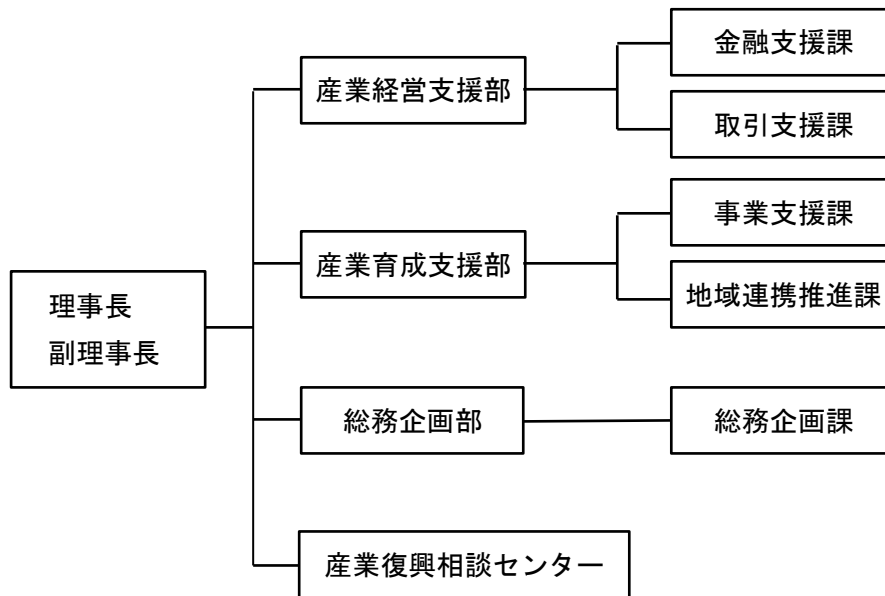 金融支援課
産業経営支援部
取引支援課
事業支援課
産業育成支援部
地域連携推進課
理事長
副理事長
総務企画部
総務企画課
産業復興相談センター